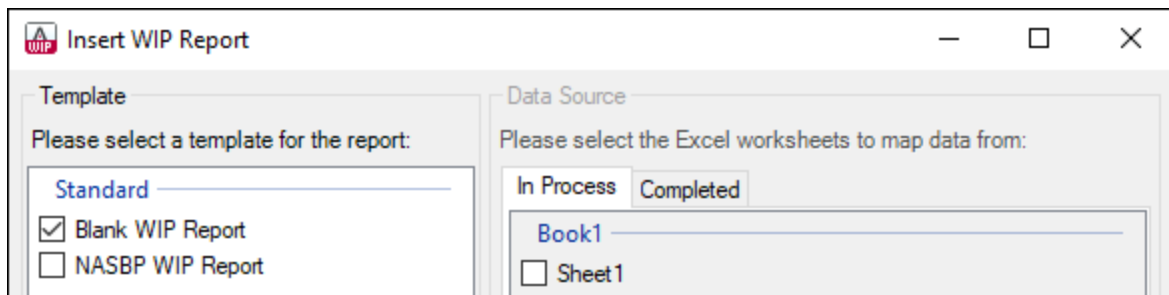 A
WIP
Insert WIP Report
Template
Please select a template for the report:
Standard
Blank WIP Report
NASBP WIP Report
Data Source
Please select the Excel worksheets to map data from:
In Process
Completed
Book1
Sheet1